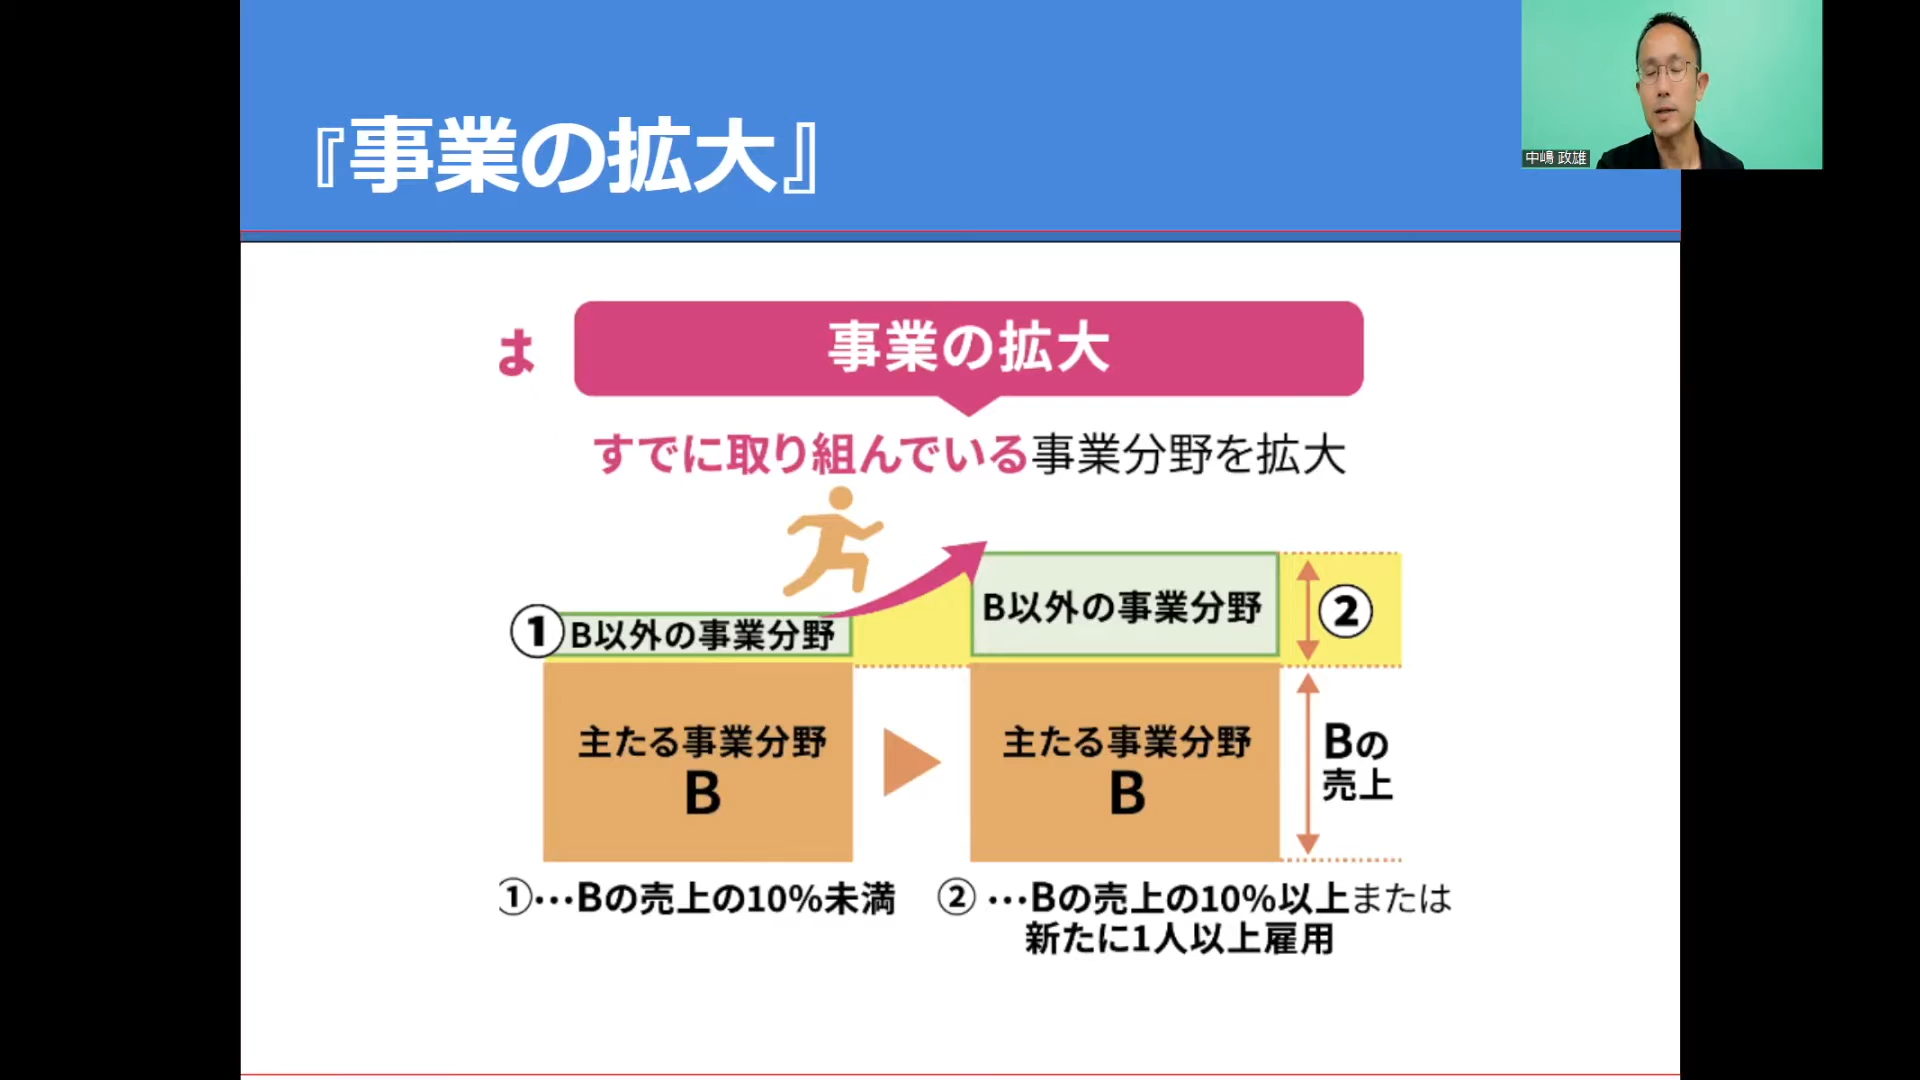 『事業の拡大』
中嶋 政雄
は
事業の拡大
すでに取り組んでいる事業分野を拡大
① B以外の事業分野
B以外の事業分野
②
主たる事業分野
B
主たる事業分野
B
Bの
売上
①…Bの売上の10%未満
② …Bの売上の10%以上または
新たに1人以上雇用